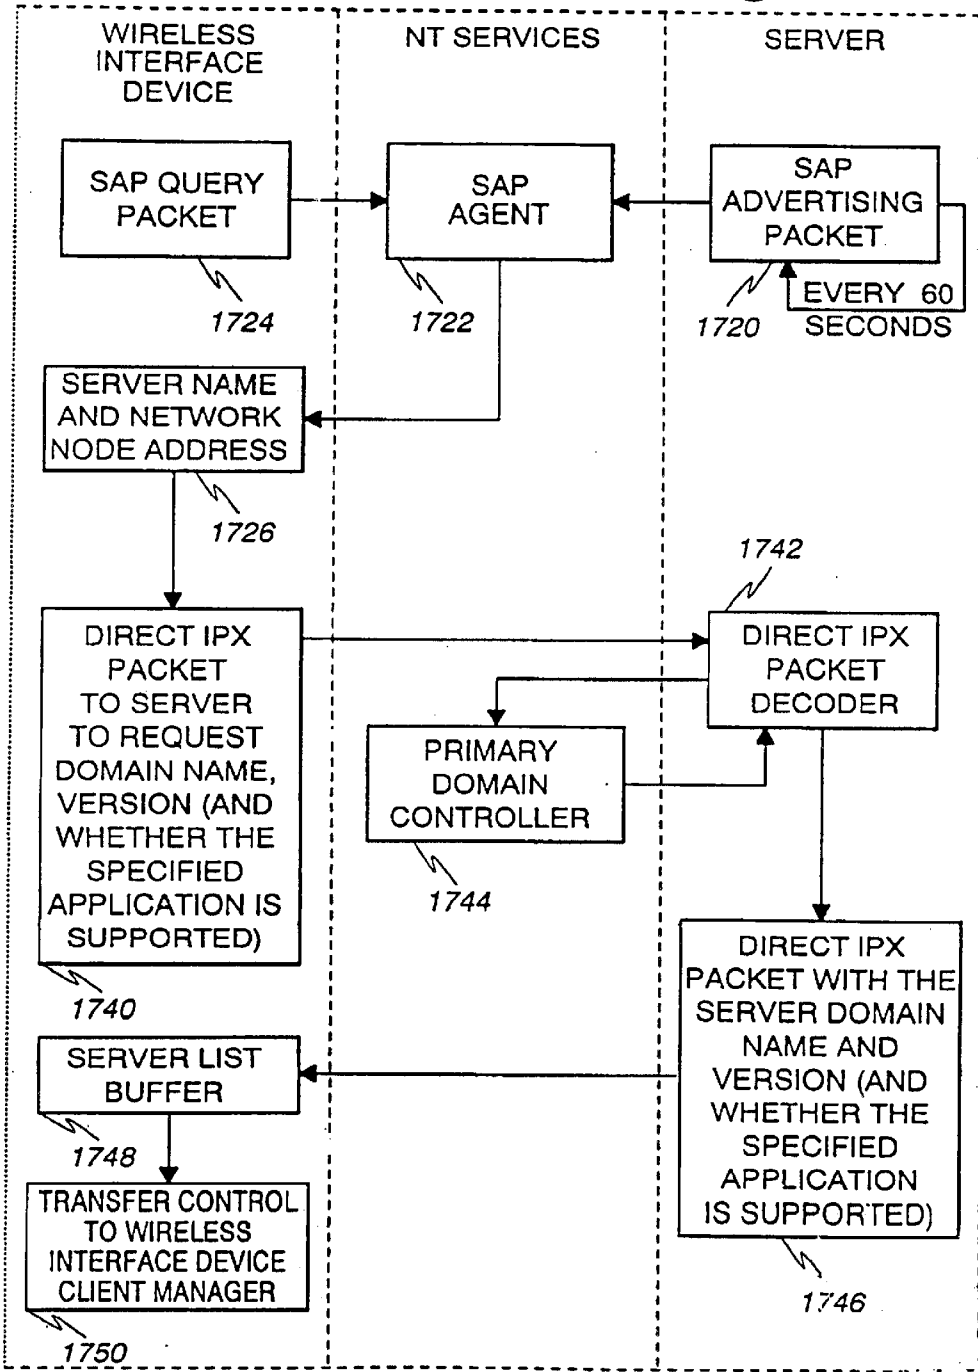 WIRELESS
INTERFACE
DEVICE
NT SERVICES
SERVER
SAP QUERY
PACKET
1724
SAP
AGENT
1722
SAP
ADVERTISING
PACKET
1720
EVERY 60
SECONDS
SERVER NAME
AND NETWORK
NODE ADDRESS
1726
DIRECT IPX
PACKET
TO SERVER
TO REQUEST
DOMAIN NAME,
VERSION (AND
WHETHER THE
SPECIFIED
APPLICATION IS
SUPPORTED)
1740
1742
DIRECT IPX
PACKET
DECODER
PRIMARY
DOMAIN
CONTROLLER
1744
DIRECT IPX
PACKET WITH THE
SERVER DOMAIN
NAME AND
VERSION (AND
WHETHER THE
SPECIFIED
APPLICATION
IS SUPPORTED)
1746
SERVER LIST
BUFFER
1748
TRANSFER CONTROL
TO WIRELESS
INTERFACE DEVICE
CLIENT MANAGER
1750